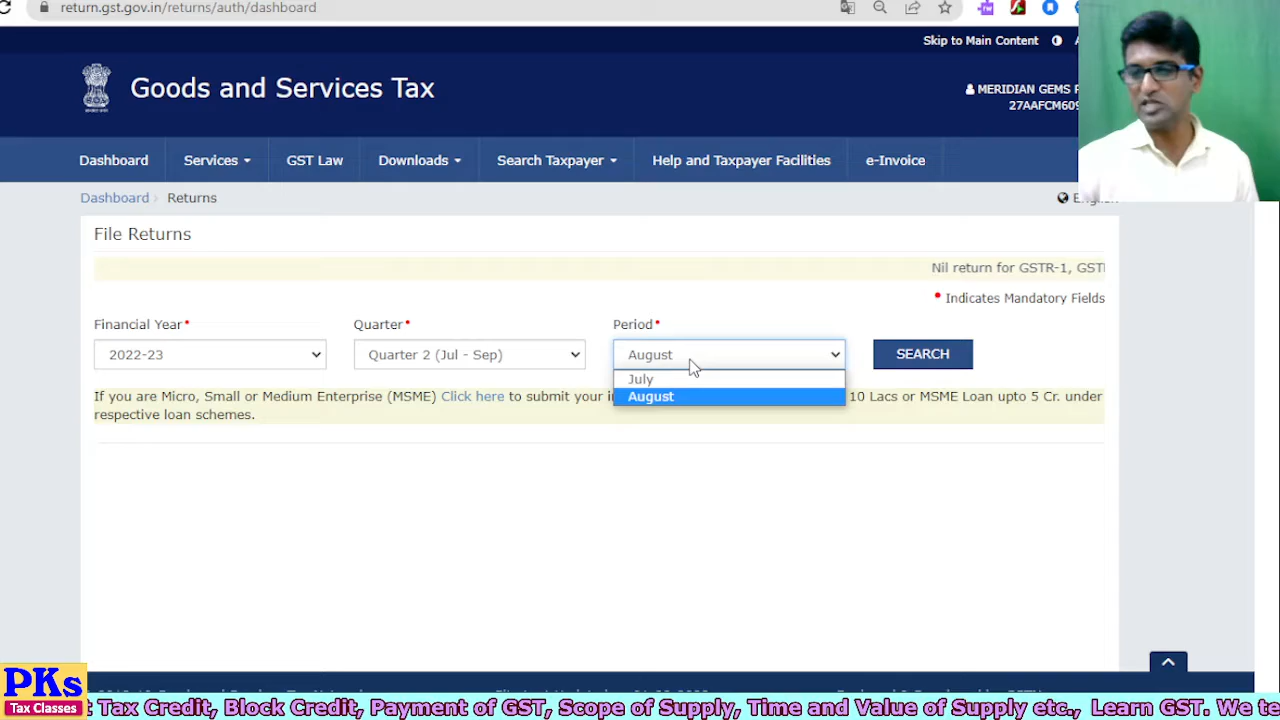 return.gst.gov.in/returns/auth/dashboard
Skip to Main Content
Goods and Services Tax
MERIDIAN GEMS
27AAFCM609
Dashboard Services GST Law Downloads Search Taxpayer Help and Taxpayer Facilities e-Invoice
Dashboard Returns
File Returns
Nil return for GSTR-1, GST
• Indicates Mandatory Fields
Financial Year• Quarter• Period•
2022-23 Quarter 2 (Jul - Sep) August SEARCH
July
August
If you are Micro, Small or Medium Enterprise (MSME) Click here to submit your 10 Lacs or MSME Loan upto 5 Cr. under
respective loan schemes.
PKs
Tax Classes
Tax Credit, Block Credit, Payment of GST, Scope of Supply, Time and Value of Supply etc., Learn GST. We